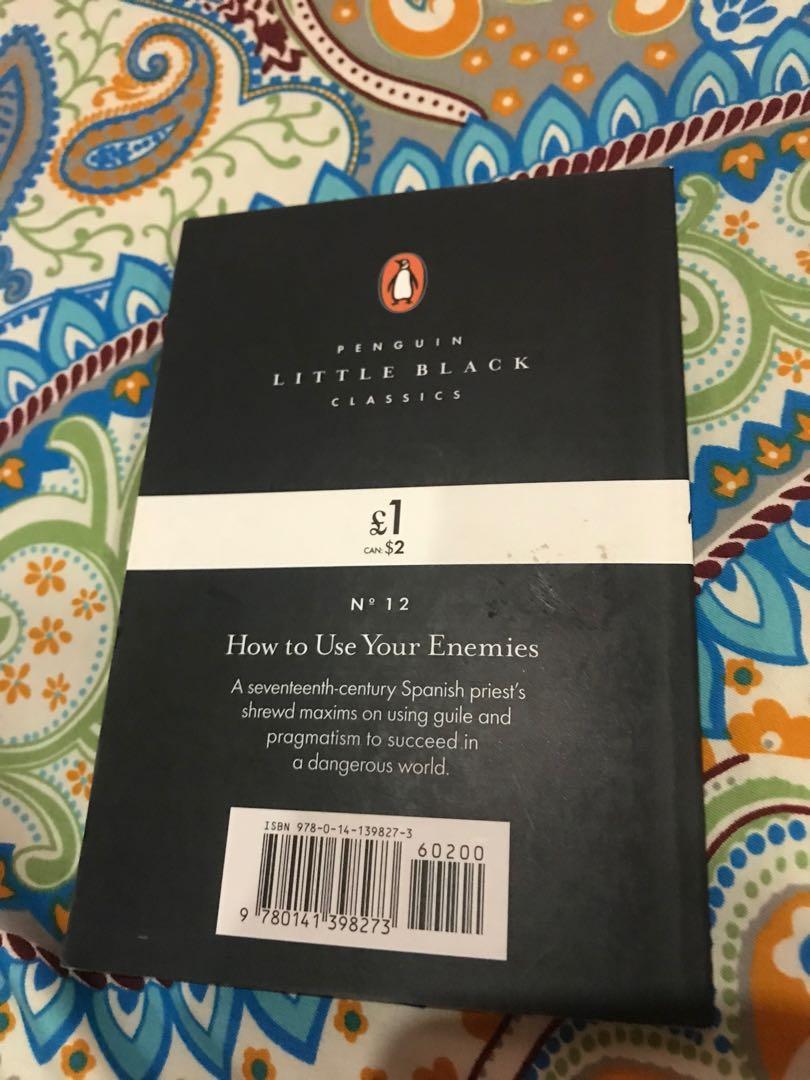 PENGUIN
LITTLE BLACK
CLASSICS
£1
CAN: $2
Nº 12
How to Use Your Enemies
A seventeenth-century Spanish priest's
shrewd maxims on using guile and
pragmatism to succeed in
a dangerous world.
ISBN 978-0-14-139827-3
60200
9 780141 398273